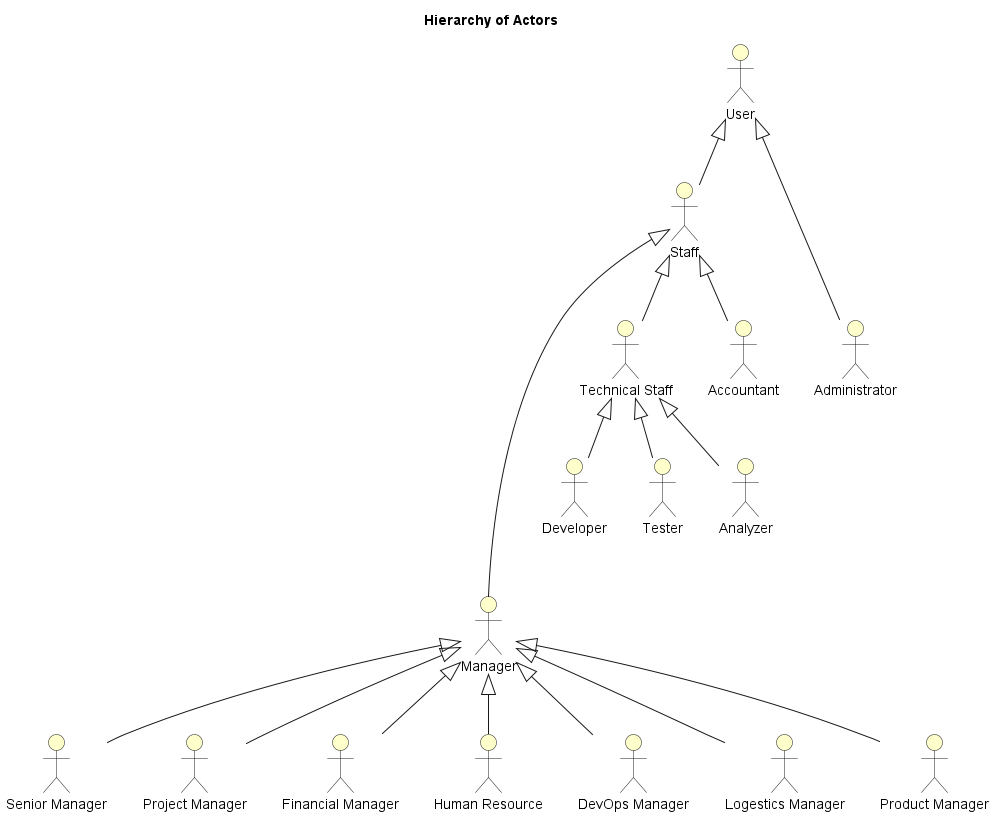 Hierarchy of Actors
User
Staff
Technical Staff
Accountant
Administrator
Developer
Tester
Analyzer
Manager
Senior Manager
Project Manager
Financial Manager
Human Resource
DevOps Manager
Logestics Manager
Product Manager